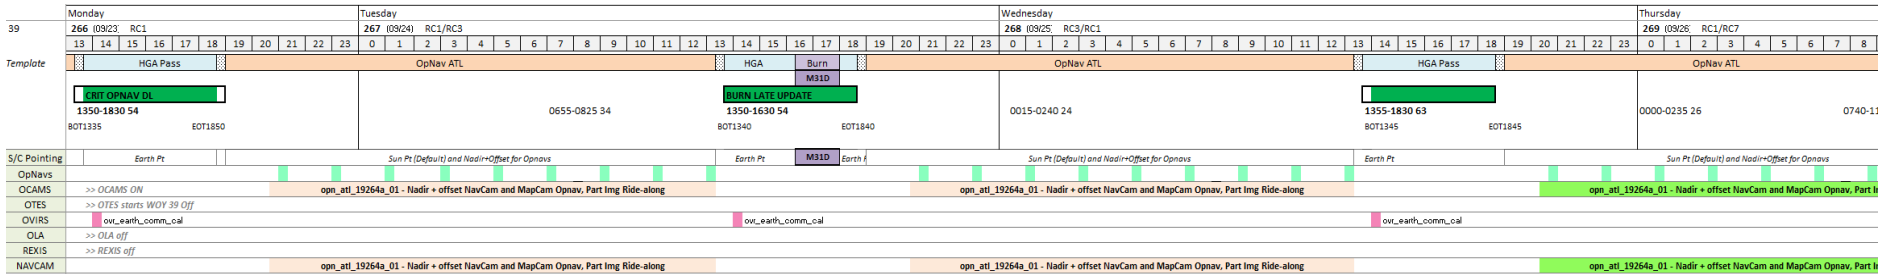 Monday Tuesday Wednesday Thursday
39 266 (09/23) RC1 267 (09/24) RC1/RC3 268 (09/25) RC3/RC1 269 (09/26) RC1/RC7
13 14 15 16 17 18 19 20 21 22 23 0 1 2 3 4 5 6 7 8 9 10 11 12 13 14 15 16 17 18 19 20 21 22 23 0 1 2 3 4 5 6 7 8 9 10 11 12 13 14 15 16 17 18 19 20 21 22 23 0 1 2 3 4 5 6 7 8
Template HGA Pass OpNav ATL HGA Burn OpNav ATL HGA Pass OpNav ATL
M31D
CRIT OPNAV DL BURN LATE UPDATE
1350-1830 54 0655-0825 34 1350-1630 54 0015-0240 24 1355-1830 63 0000-0235 26 0740-11
BOT1335 EOT1850 BOT1340 EOT1840 BOT1345 EOT1845
S/C Pointing Earth Pt Sun Pt (Default) and Nadir+Offset for Opnavs Earth Pt M31D Earth Sun Pt (Default) and Nadir+Offset for Opnavs Earth Pt Sun Pt (Default) and Nadir+Offset for Opnavs
OpNavs
OCAMS >> OCAMS ON opn_atl_19264a_01 - Nadir + offset NavCam and MapCam Opnav, Part Img Ride-along opn_atl_19264a_01 - Nadir + offset NavCam and MapCam Opnav, Part Img Ride-along opn_atl_19264a_01 - Nadir + offset NavCam and MapCam Opnav, Part I
OTES >> OTES starts WOY 39 Off
OVIRS ovr_earth_comm_cal ovr_earth_comm_cal ovr_earth_comm_cal
OLA >> OLA off
REXIS >> REXIS off
NAVCAM opn_atl_19264a_01 - Nadir + offset NavCam and MapCam Opnav, Part Img Ride-along opn_atl_19264a_01 - Nadir + offset NavCam and MapCam Opnav, Part Img Ride-along opn_atl_19264a_01 - Nadir + offset NavCam and MapCam Opnav, Part I